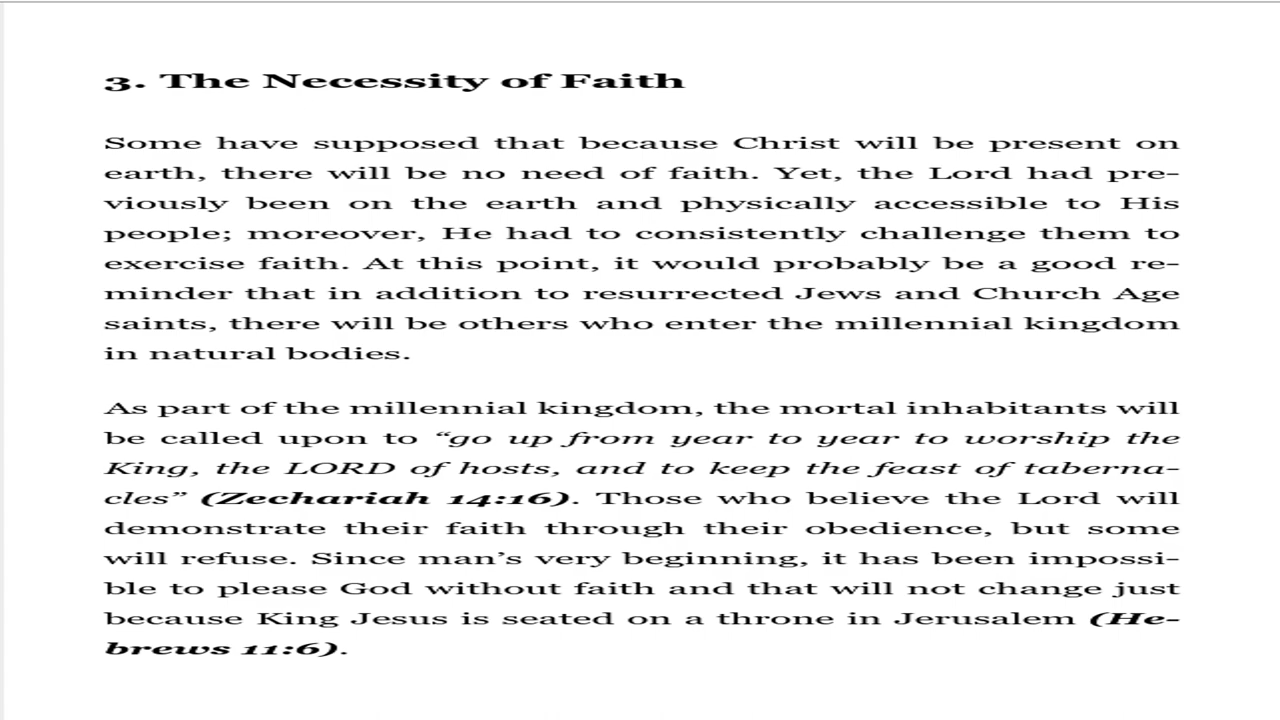 3. The Necessity of Faith
Some have supposed that because Christ will be present on
earth, there will be no need of faith. Yet, the Lord had pre-
viously been on the earth and physically accessible to His
people; moreover, He had to consistently challenge them to
exercise faith. At this point, it would probably be a good re-
minder that in addition to resurrected Jews and Church Age
saints, there will be others who enter the millennial kingdom
in natural bodies.
As part of the millennial kingdom, the mortal inhabitants will
be called upon to “go up from year to year to worship the
King, the LORD of hosts, and to keep the feast of taberna-
cles” (Zechariah 14:16). Those who believe the Lord will
demonstrate their faith through their obedience, but some
will refuse. Since man’s very beginning, it has been impossi-
ble to please God without faith and that will not change just
because King Jesus is seated on a throne in Jerusalem (He-
brews 11:6).